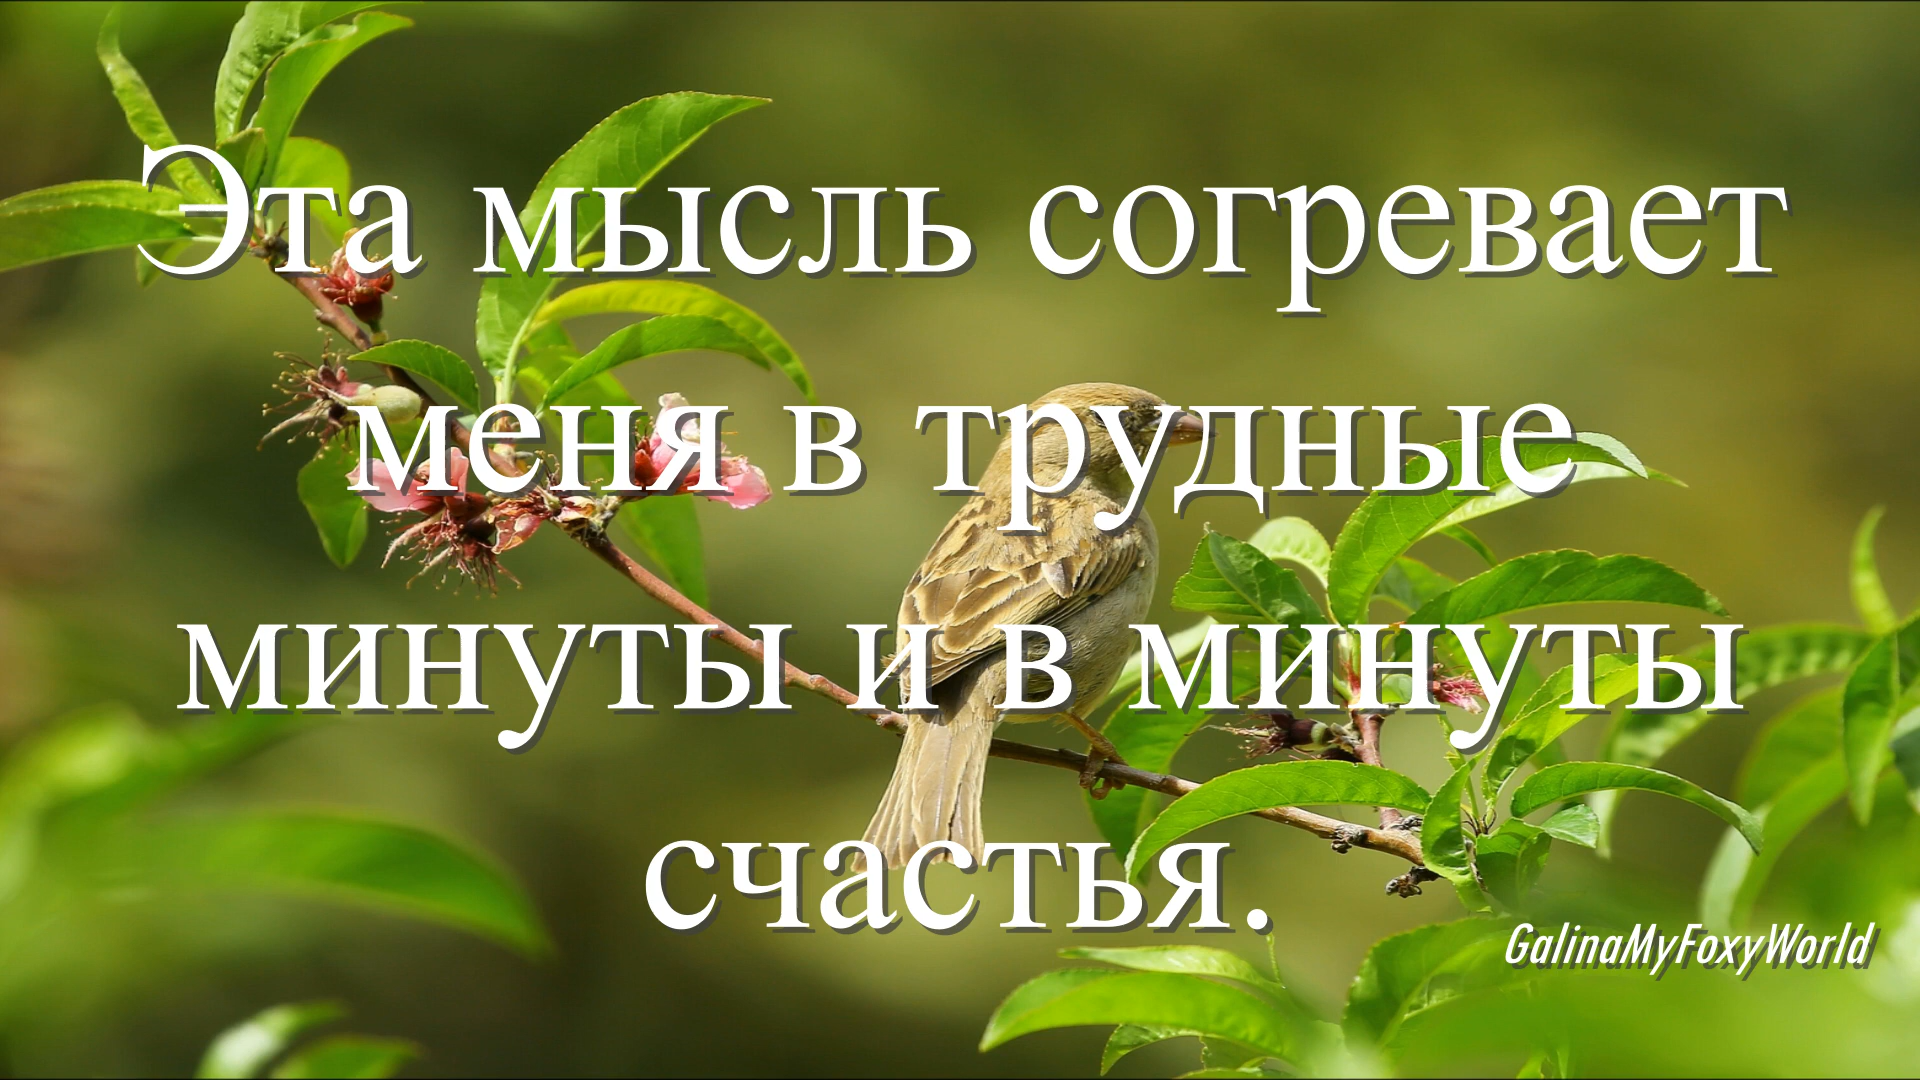 Эта мысль согревает
меня в трудные
минуты и в минуты
счастья.
GalinaMyFoxyWorld